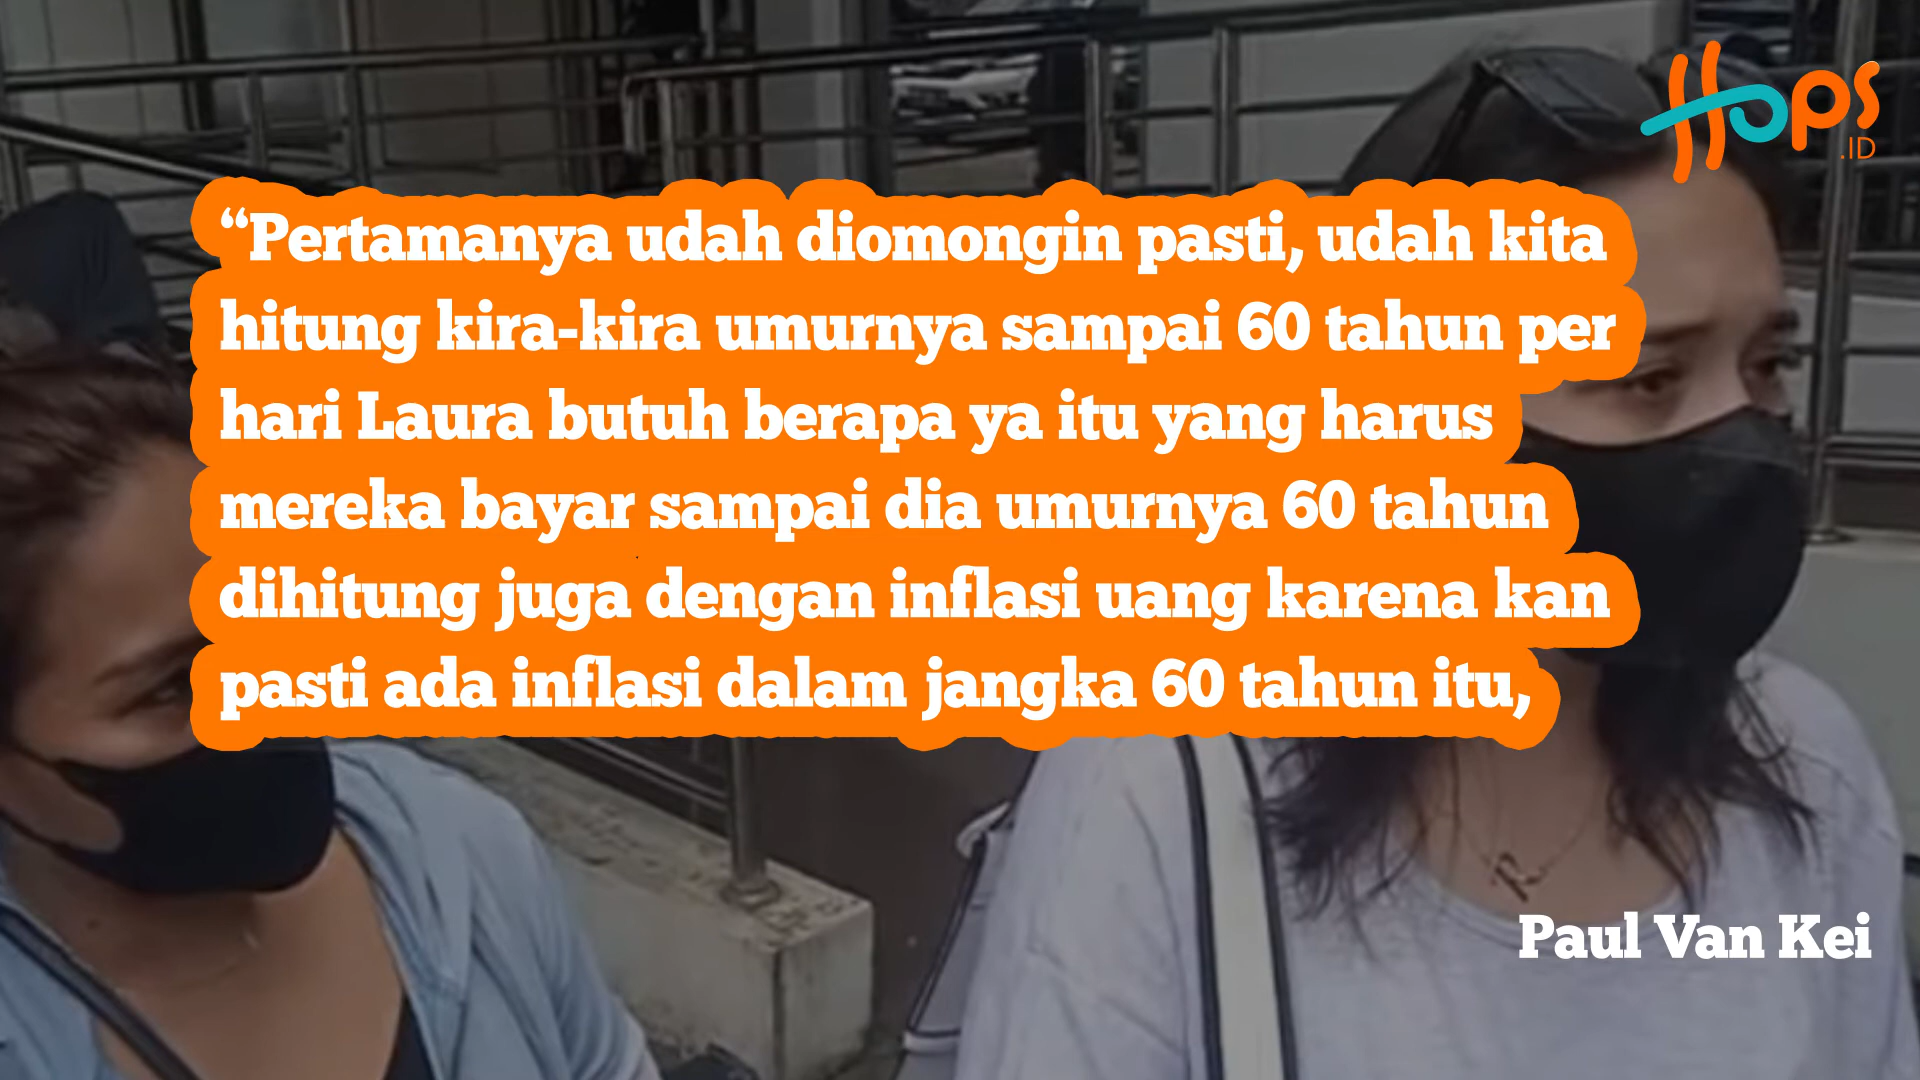 Hops
.ID
“Pertamanya udah diomongin pasti, udah kita
hitung kira-kira umurnya sampai 60 tahun per
hari Laura butuh berapa ya itu yang harus
mereka bayar sampai dia umurnya 60 tahun
dihitung juga dengan inflasi uang karena kan
pasti ada inflasi dalam jangka 60 tahun itu,
Paul Van Kei